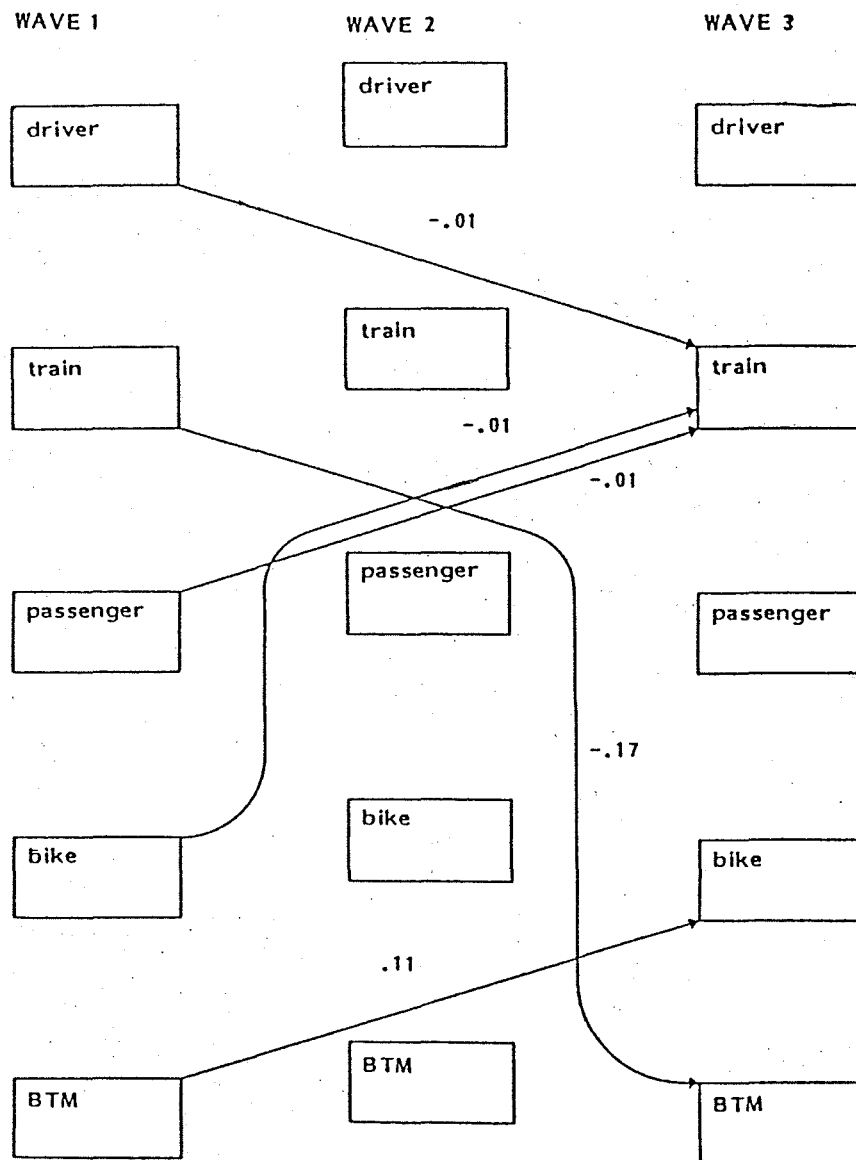 WAVE 1 WAVE 2 WAVE 3
driver
driver
driver
-.01
train
train
train
-.01
-.01
passenger
passenger
passenger
-.17
bike
bike
bike
.11
BTM
BTM
BTM